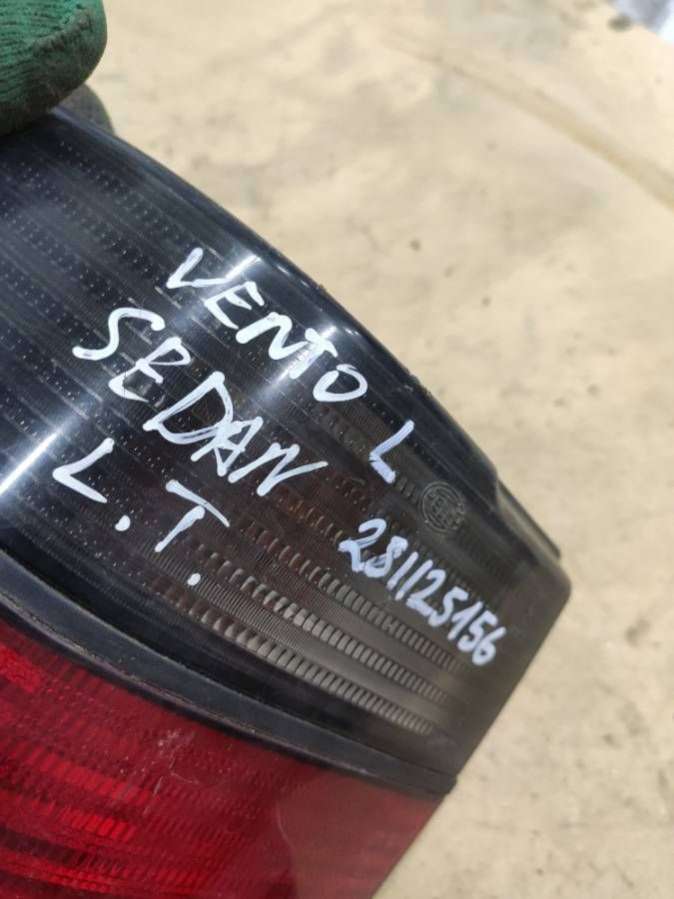 VENTO L
SEDAN
L.T.
281125156